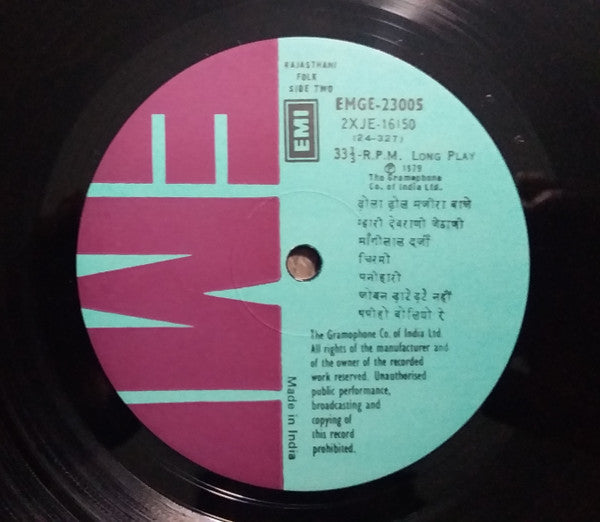 RAJASTHANI
FOLK
SIDE TWO
EMI
EMGE-23005
2XJE-16150
(24-327)
33⅓-R.P.M. LONG PLAY
Ⓟ 1979
The Gramophone
Co. of India Ltd.
ढोला ढोल मजीरा बाजे
म्हारी देवराणी जेठाणी
माँगीलाल दर्जी
चिरमी
पनीहारी
जोबन ढाटे ढटे नहीं
पपीहो बोलियो रे
The Gramophone Co. of India Ltd.
All rights of the manufacturer and
of the owner of the recorded
work reserved. Unauthorised
public performance,
broadcasting and
copying of
this record
prohibited.
Made in India
EMI